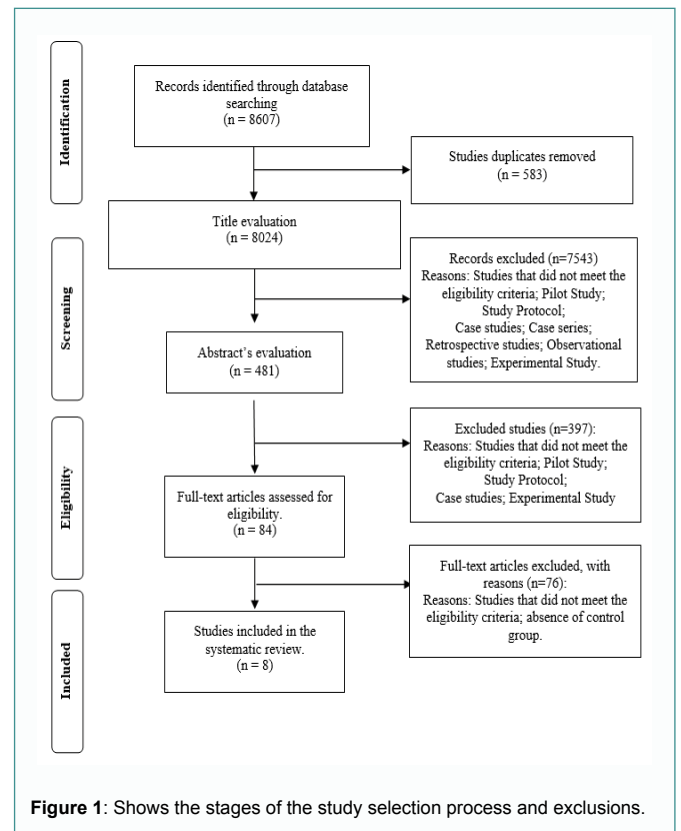 Identification
Records identified through database
searching
(n = 8607)
Studies duplicates removed
(n = 583)
Title evaluation
(n = 8024)
Screening
Records excluded (n=7543)
Reasons: Studies that did not meet the
eligibility criteria; Pilot Study;
Study Protocol;
Case studies; Case series;
Retrospective studies; Observational
studies; Experimental Study.
Abstract's evaluation
(n = 481)
Eligibility
Excluded studies (n=397):
Reasons: Studies that did not meet the
eligibility criteria; Pilot Study;
Study Protocol;
Case studies; Experimental Study
Full-text articles assessed for
eligibility.
(n = 84)
Full-text articles excluded, with
reasons (n=76):
Reasons: Studies that did not meet the
eligibility criteria; absence of control
group.
Included
Studies included in the
systematic review.
(n = 8)
Figure 1: Shows the stages of the study selection process and exclusions.